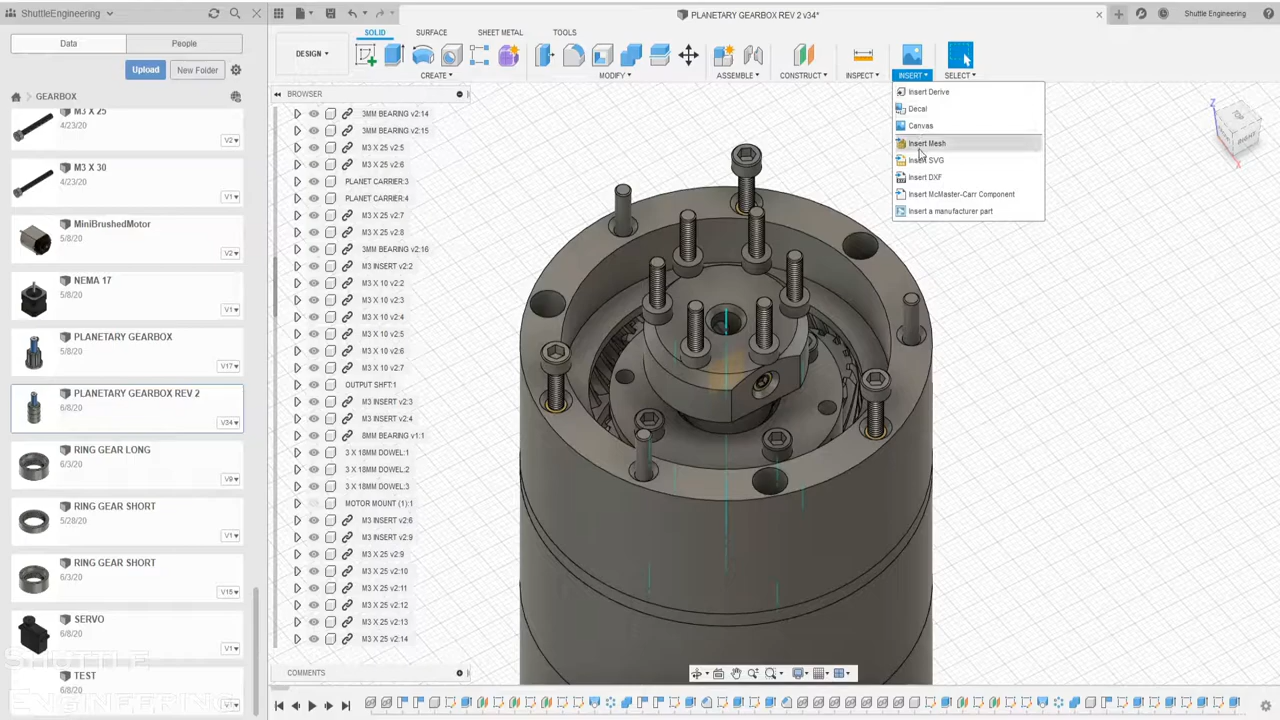 ShuttleEngineering
PLANETARY GEARBOX REV 2 v34*
Shuttle Engineering
Data
People
Upload
New Folder
GEARBOX
M3 X 25
4/23/20
V2
M3 X 30
4/23/20
V1
MiniBrushedMotor
5/8/20
V2
NEMA 17
5/8/20
V1
PLANETARY GEARBOX
5/8/20
V17
PLANETARY GEARBOX REV 2
6/8/20
V34
RING GEAR LONG
6/3/20
V9
RING GEAR SHORT
5/28/20
V1
RING GEAR SHORT
6/3/20
V15
SERVO
6/8/20
V1
TEST
6/8/20
V1
SHUTTLE
ENGINEERING
DESIGN
SOLID
SURFACE
SHEET METAL
TOOLS
CREATE
MODIFY
ASSEMBLE
CONSTRUCT
INSPECT
INSERT
SELECT
Insert Derive
Decal
Canvas
Insert Mesh
Insert SVG
Insert DXF
Insert McMaster-Carr Component
Insert a manufacturer part
Z
X
RIGHT
BROWSER
3MM BEARING v2:14
3MM BEARING v2:15
M3 X 25 v2:5
M3 X 25 v2:6
PLANET CARRIER:3
PLANET CARRIER:4
M3 X 25 v2:7
M3 X 25 v2:8
3MM BEARING v2:16
M3 INSERT v2:2
M3 X 10 v2:2
M3 X 10 v2:3
M3 X 10 v2:4
M3 X 10 v2:5
M3 X 10 v2:6
M3 X 10 v2:7
OUTPUT SHFT:1
M3 INSERT v2:3
M3 INSERT v2:4
8MM BEARING v1:1
3 X 18MM DOWEL:1
3 X 18MM DOWEL:2
3 X 18MM DOWEL:3
MOTOR MOUNT (1):1
M3 INSERT v2:6
M3 INSERT v2:9
M3 X 25 v2:9
M3 X 25 v2:10
M3 X 25 v2:11
M3 X 25 v2:12
M3 X 25 v2:13
M3 X 25 v2:14
COMMENTS